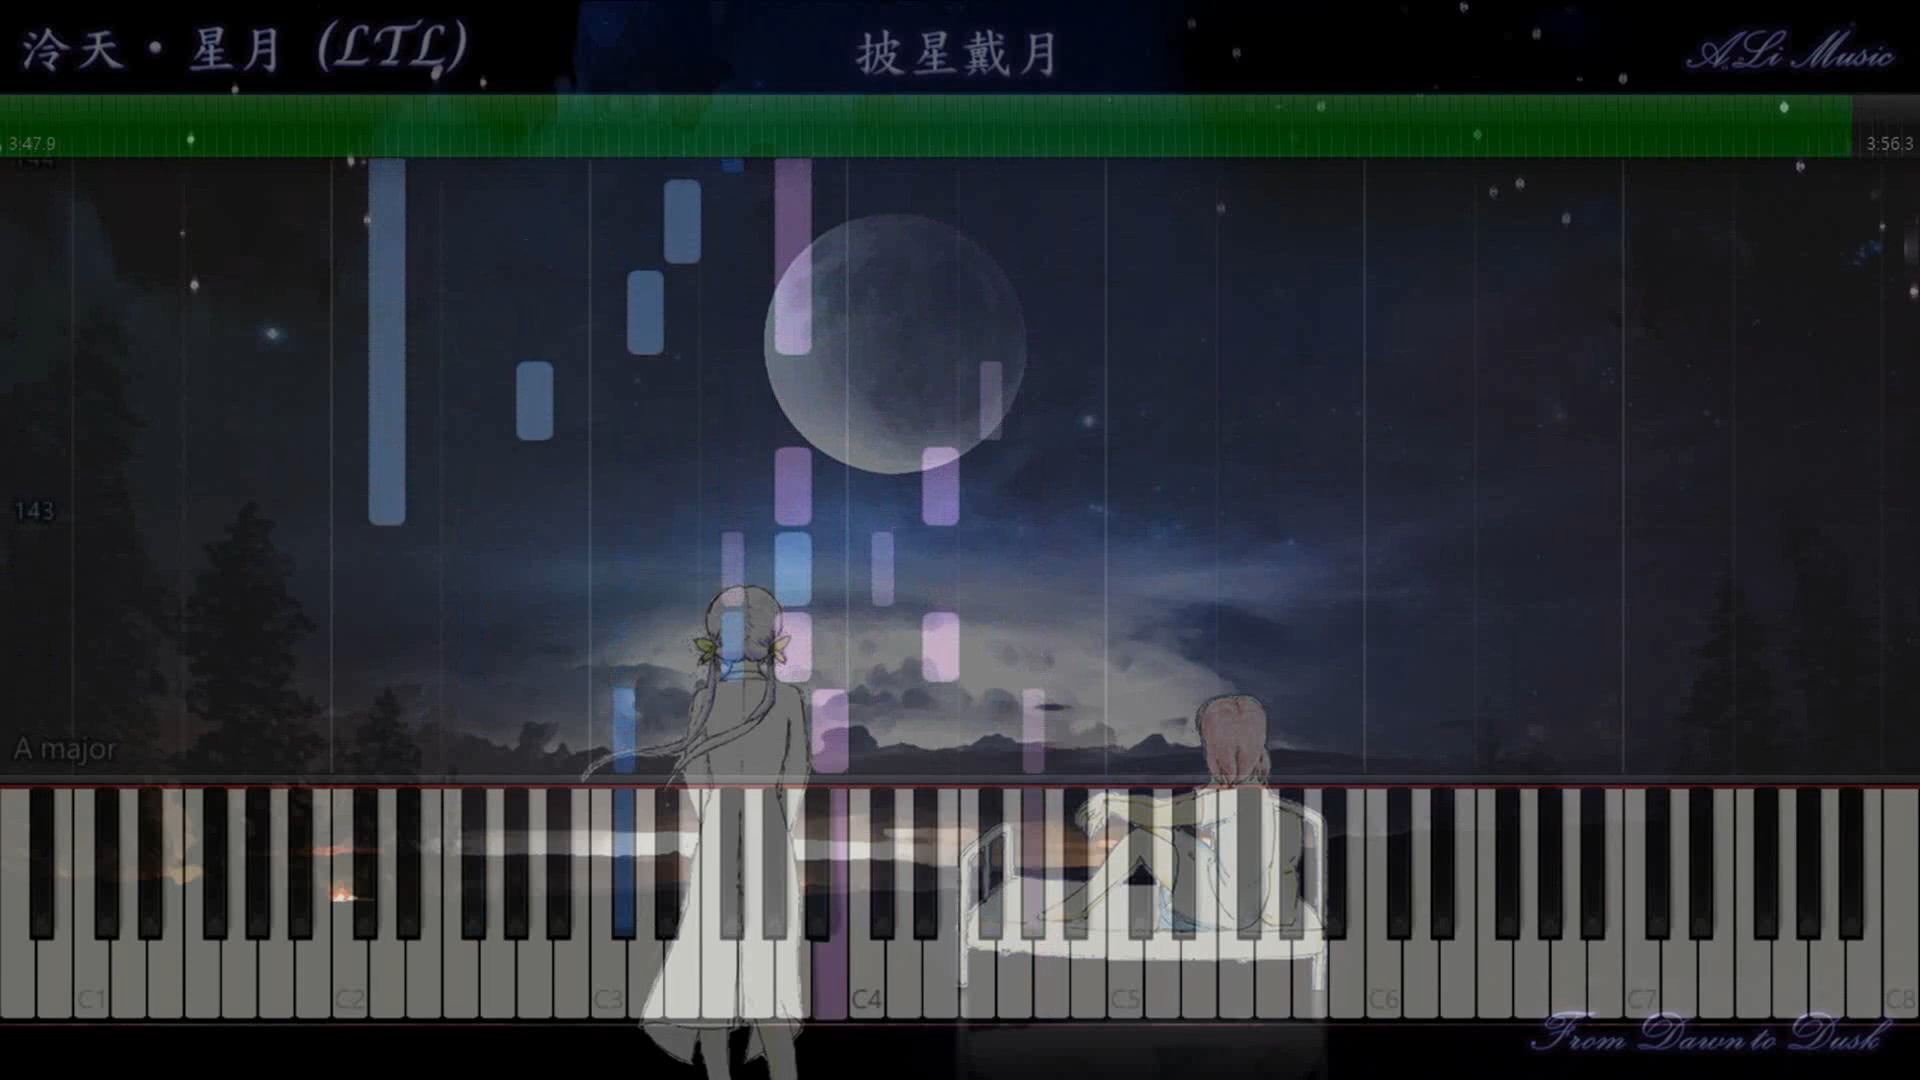 泠天·星月 (LTL)
披星戴月
A.Li Music
3:47.9
3:56.3
144
143
A major
C1
C2
C3
C4
C5
C6
C7
C8
From Dawn to Dusk